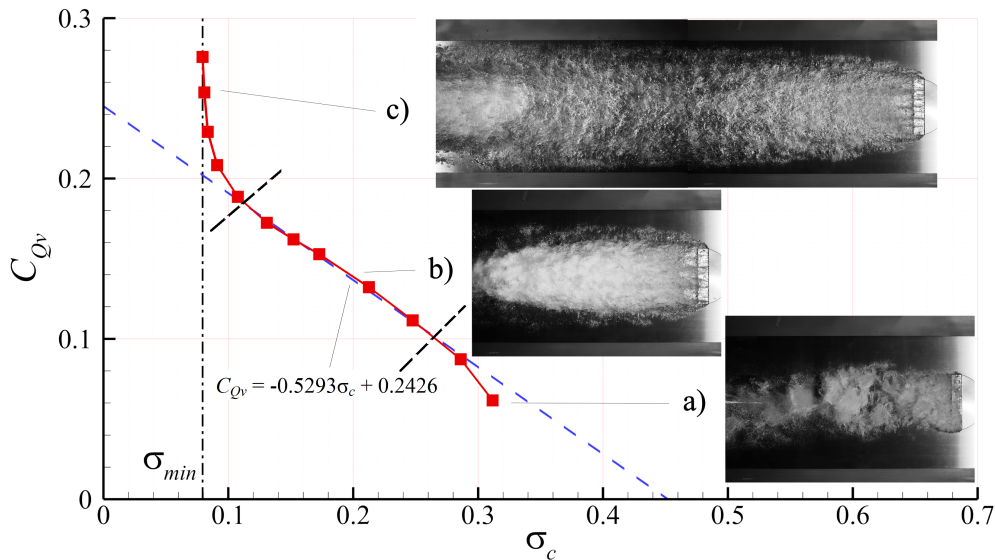 0.3
c)
0.2
C_Qv
b)
0.1
C_Qv = -0.5293σ_c + 0.2426
a)
σ_min
0
0 0.1 0.2 0.3 0.4 0.5 0.6 0.7
σ_c